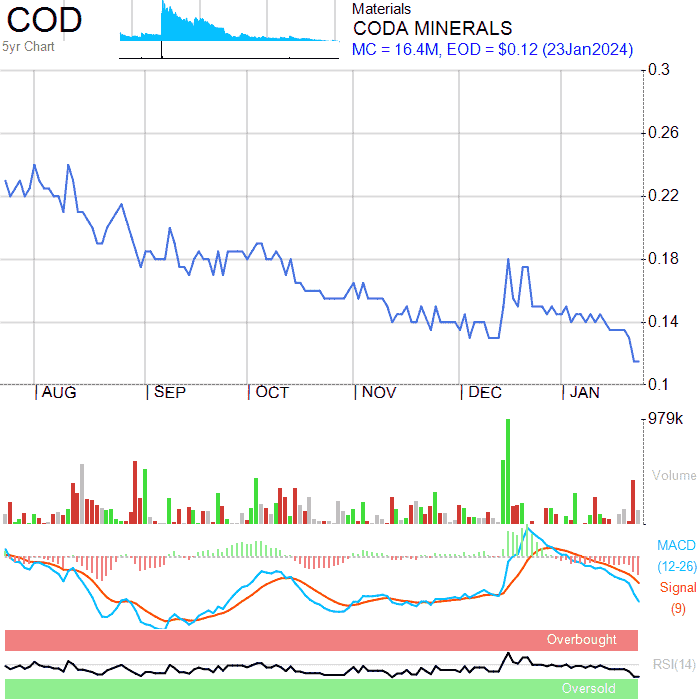 COD
5yr Chart
Materials
CODA MINERALS
MC = 16.4M, EOD = $0.12 (23Jan2024)
0.3
0.26
0.22
0.18
0.14
0.1
AUG SEP OCT NOV DEC JAN
979k
Volume
MACD
(12-26)
Signal
(9)
Overbought
RSI(14)
Oversold